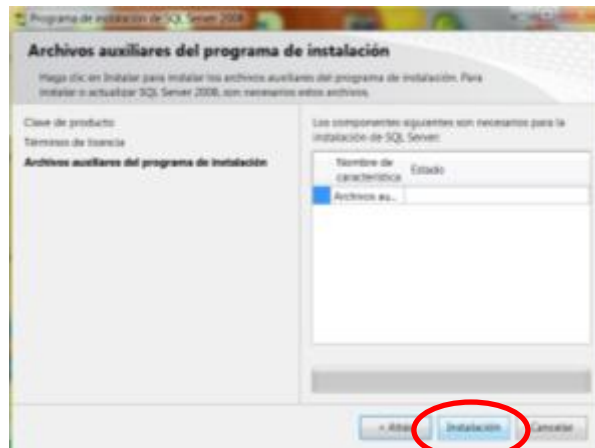 Programa de instalación de SQL Server 2008
Archivos auxiliares del programa de instalación
Haga clic en Instalar para instalar los archivos auxiliares del programa de instalación. Para
instalar o actualizar SQL Server 2008, son necesarios estos archivos.
Clave de producto
Términos de licencia
Archivos auxiliares del programa de instalación
Los componentes siguientes son necesarios para la
instalación de SQL Server:
Nombre de
característica
Estado
Archivos au...
< Atrás
Instalación
Cancelar